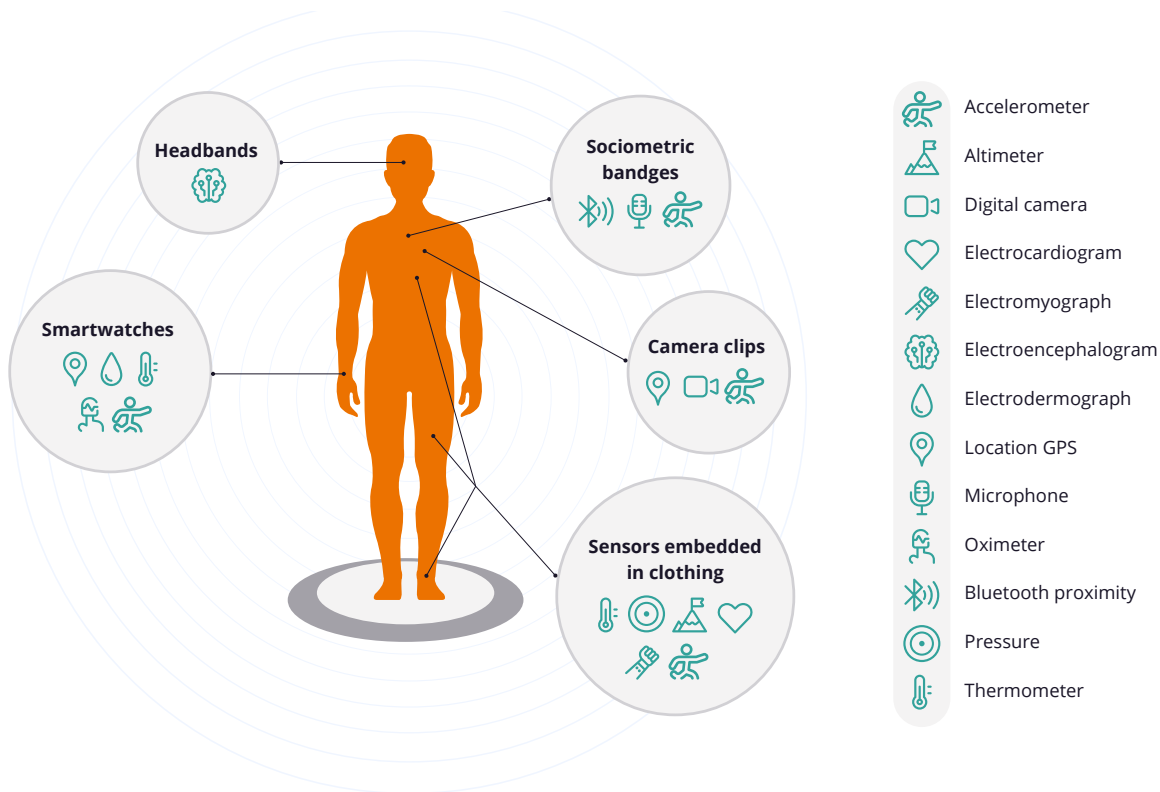 Headbands
Sociometric
bandges
Smartwatches
Camera clips
Sensors embedded
in clothing
Accelerometer
Altimeter
Digital camera
Electrocardiogram
Electromyograph
Electroencephalogram
Electrodermograph
Location GPS
Microphone
Oximeter
Bluetooth proximity
Pressure
Thermometer